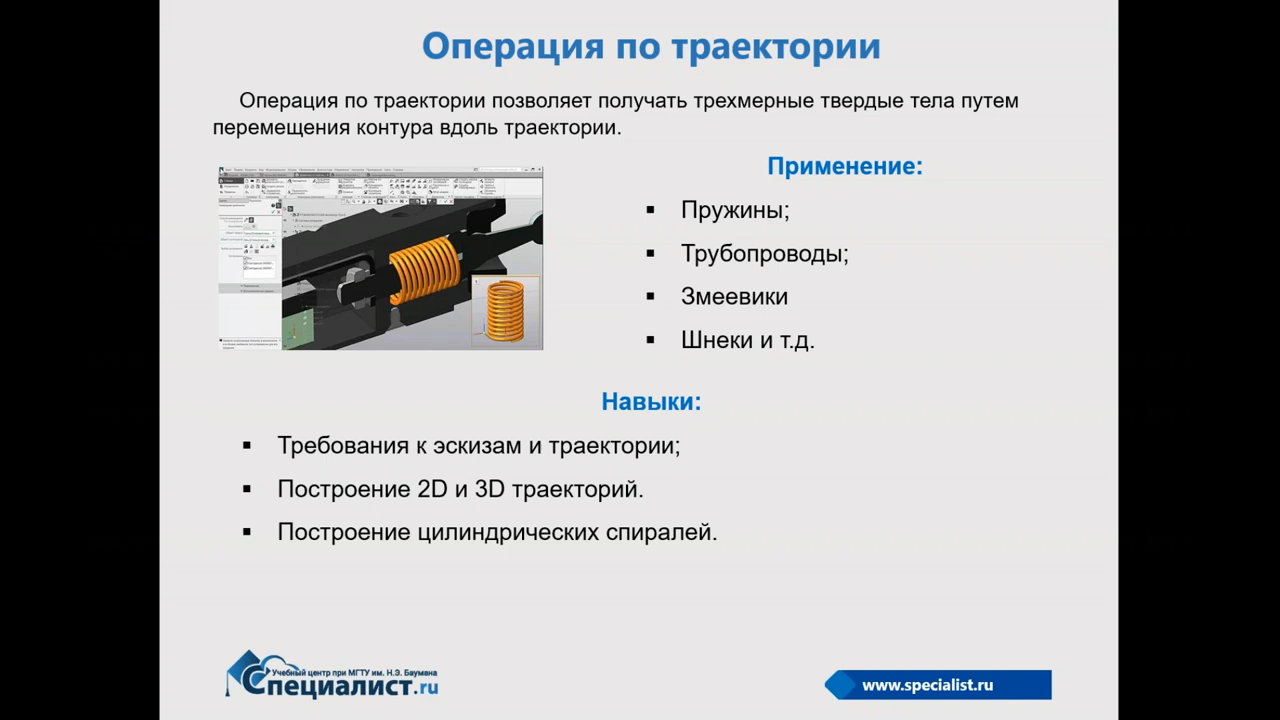 Операция по траектории
Операция по траектории позволяет получать трехмерные твердые тела путем
перемещения контура вдоль траектории.
Применение:
▪ Пружины;
▪ Трубопроводы;
▪ Змеевики
▪ Шнеки и т.д.
Навыки:
▪ Требования к эскизам и траектории;
▪ Построение 2D и 3D траекторий.
▪ Построение цилиндрических спиралей.
Учебный центр при МГТУ им. Н.Э. Баумана
Специалист.ru
www.specialist.ru